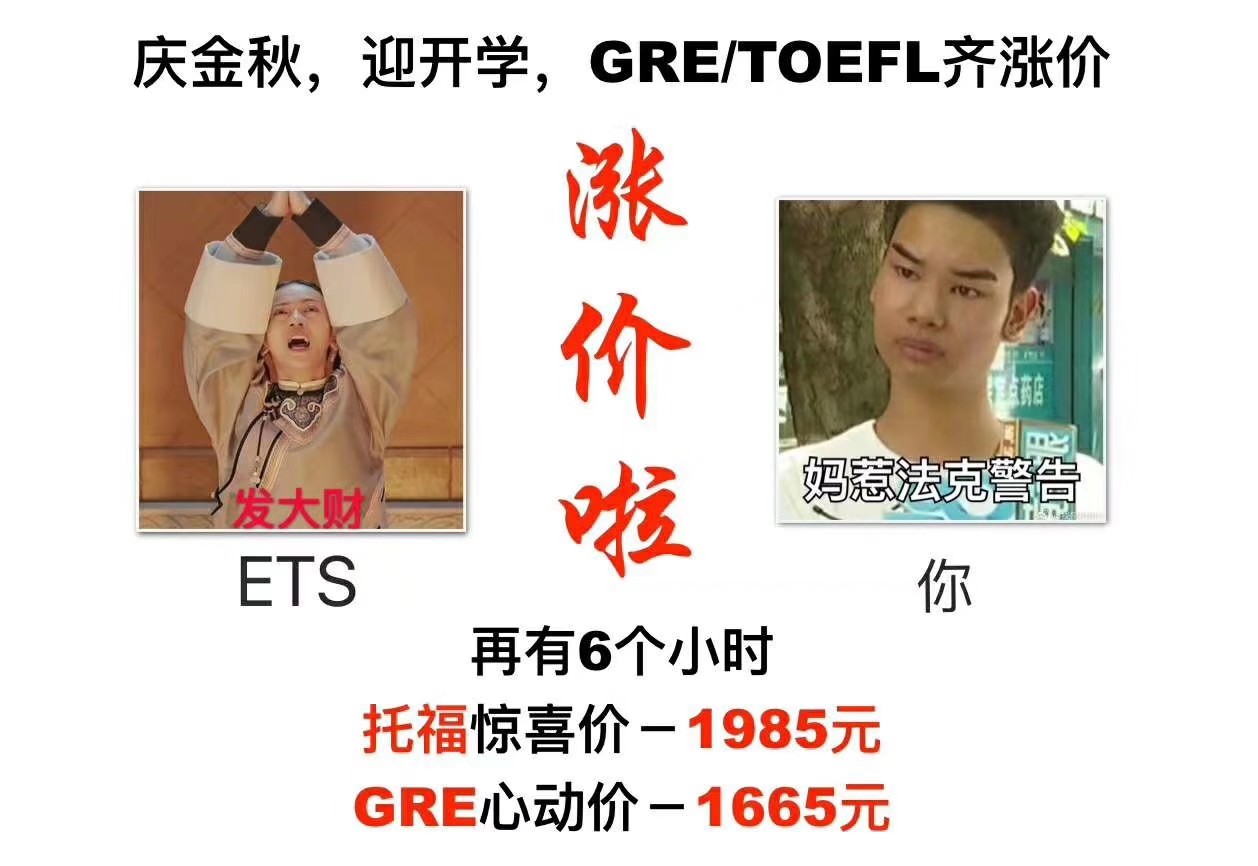 庆金秋，迎开学，GRE/TOEFL齐涨价
涨
价
啦
发大财
ETS
妈惹法克警告
你
再有6个小时
托福惊喜价－1985元
GRE心动价－1665元